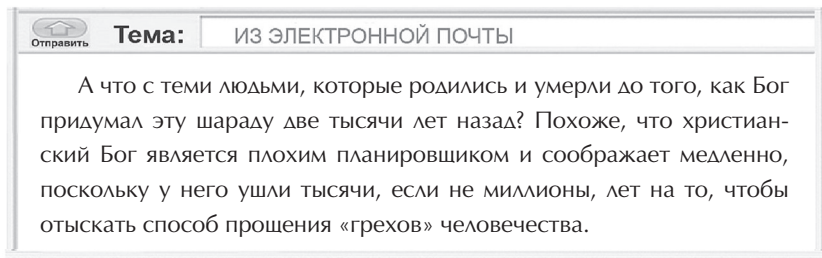 Отправить Тема: ИЗ ЭЛЕКТРОННОЙ ПОЧТЫ
А что с теми людьми, которые родились и умерли до того, как Бог
придумал эту шараду две тысячи лет назад? Похоже, что христиан-
ский Бог является плохим планировщиком и соображает медленно,
поскольку у него ушли тысячи, если не миллионы, лет на то, чтобы
отыскать способ прощения «грехов» человечества.